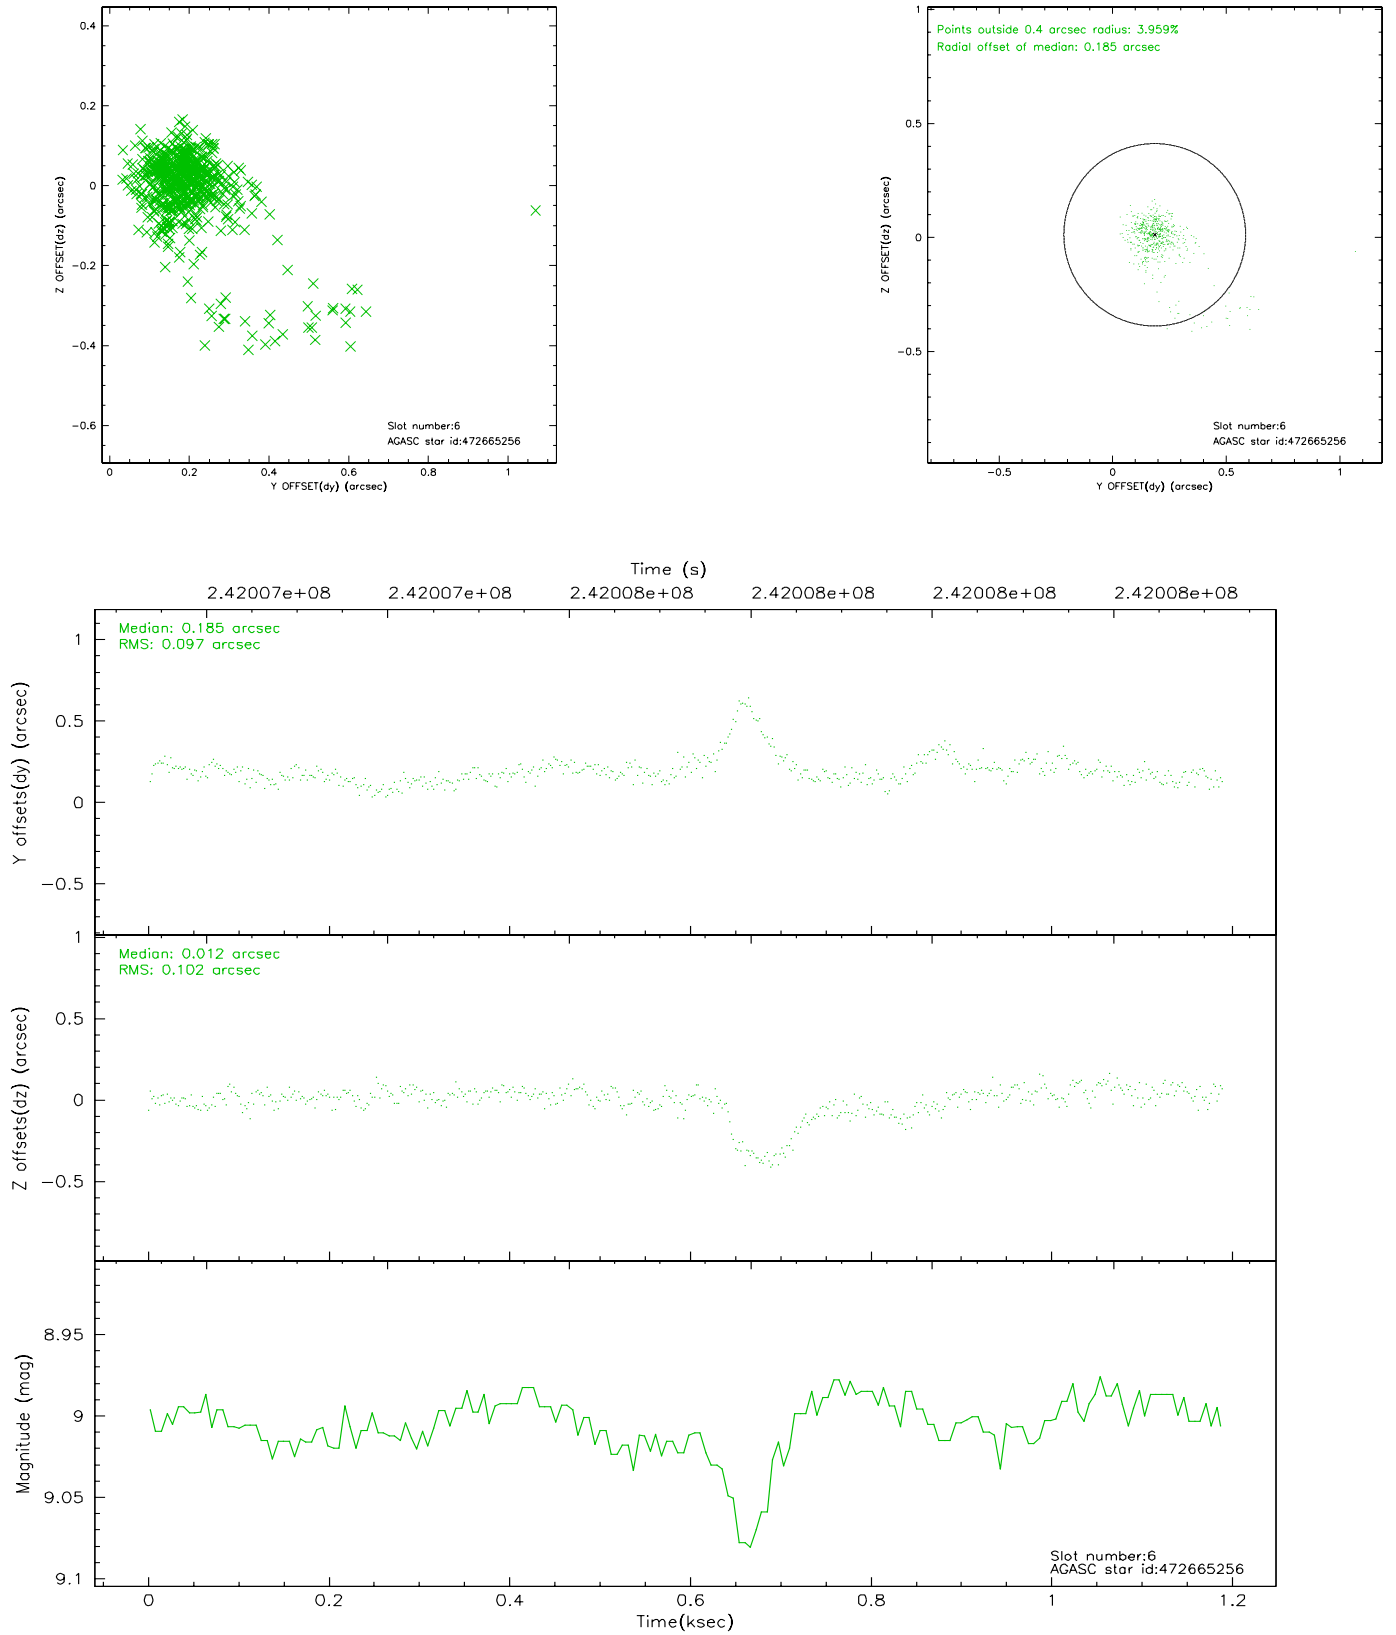 0.4
0.2
0
−0.2
−0.4
−0.6
Z OFFSET(dz) (arcsec)
0
0.2
0.4
0.6
0.8
1
Y OFFSET(dy) (arcsec)
Slot number:6
AGASC star id:472665256
Points outside 0.4 arcsec radius: 3.959%
Radial offset of median: 0.185 arcsec
1
0.5
0
−0.5
Z OFFSET(dz) (arcsec)
−0.5
0
0.5
1
Y OFFSET(dy) (arcsec)
Slot number:6
AGASC star id:472665256
Time (s)
2.42007e+08
2.42007e+08
2.42008e+08
2.42008e+08
2.42008e+08
2.42008e+08
Median: 0.185 arcsec
RMS: 0.097 arcsec
1
0.5
0
−0.5
Y offsets(dy) (arcsec)
Median: 0.012 arcsec
RMS: 0.102 arcsec
1
0.5
0
−0.5
Z offsets(dz) (arcsec)
8.95
9
9.05
9.1
Magnitude (mag)
Slot number:6
AGASC star id:472665256
0
0.2
0.4
0.6
0.8
1
1.2
Time(ksec)